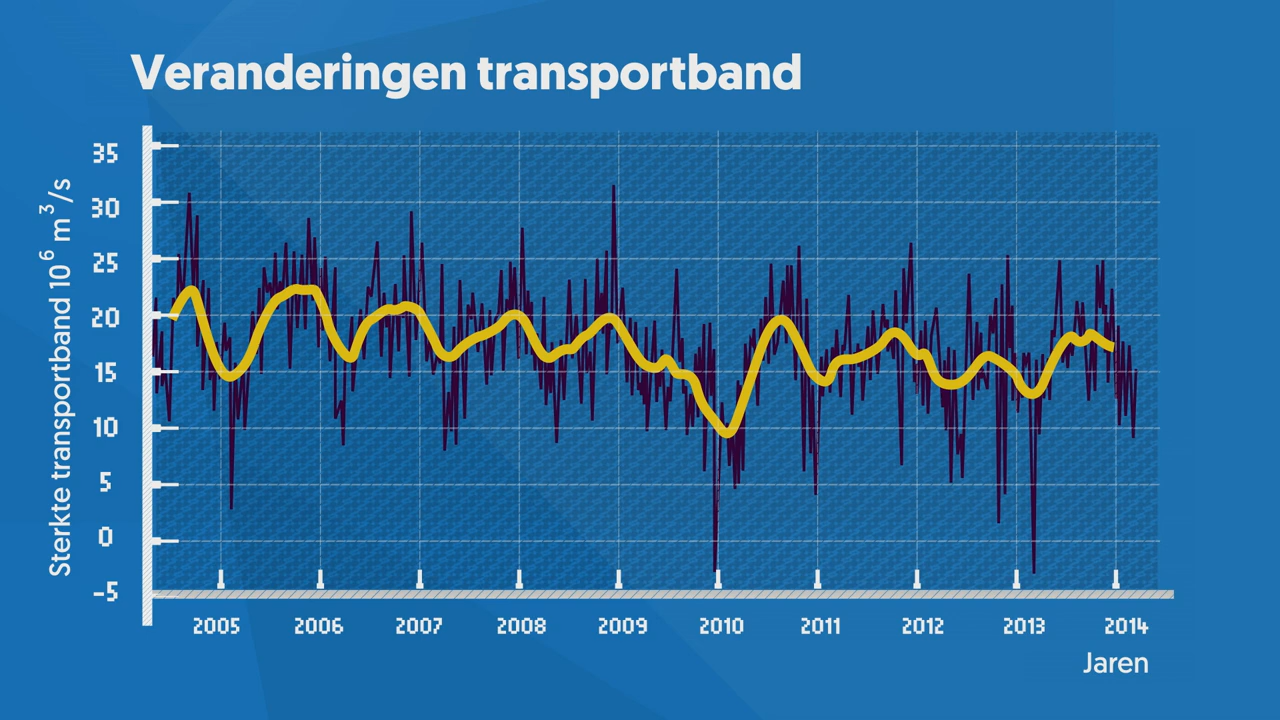 Veranderingen transportband
Sterkte transportband 10⁶ m³/s
35
30
25
20
15
10
5
0
-5
2005 2006 2007 2008 2009 2010 2011 2012 2013 2014
Jaren